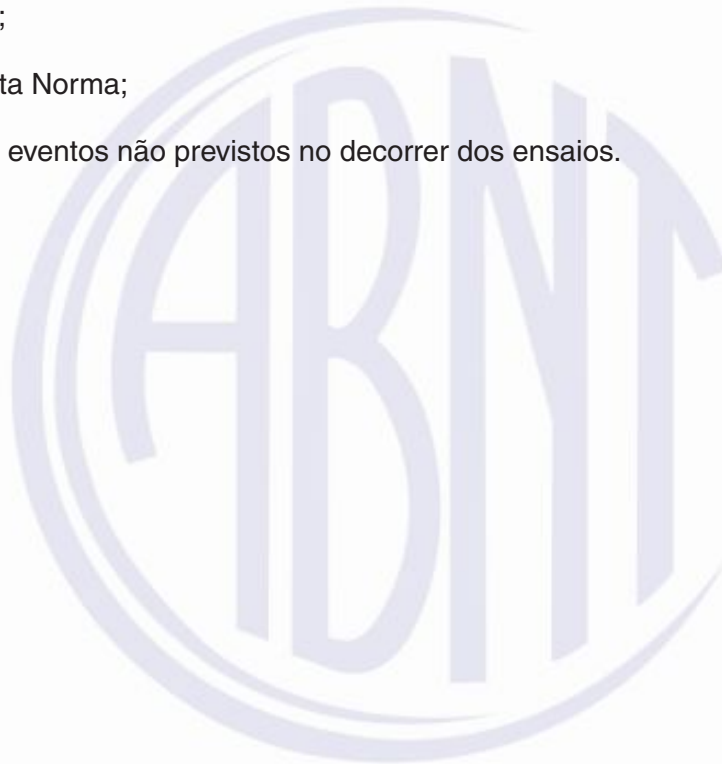 ;
ta Norma;
eventos não previstos no decorrer dos ensaios.
ABNT